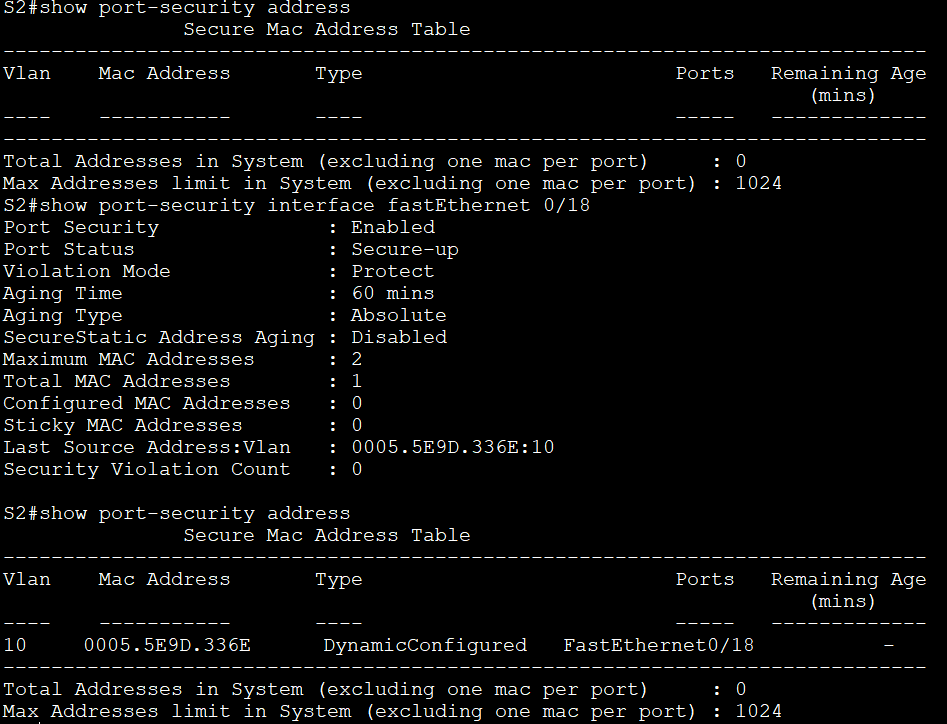 S2#show port-security address
Secure Mac Address Table
-----------------------------------------------------------------------------
Vlan    Mac Address       Type                          Ports   Remaining Age
(mins)
----    -----------       ----                          -----   -------------
-----------------------------------------------------------------------------
Total Addresses in System (excluding one mac per port)     : 0
Max Addresses limit in System (excluding one mac per port) : 1024
S2#show port-security interface fastEthernet 0/18
Port Security              : Enabled
Port Status                : Secure-up
Violation Mode             : Protect
Aging Time                 : 60 mins
Aging Type                 : Absolute
SecureStatic Address Aging : Disabled
Maximum MAC Addresses      : 2
Total MAC Addresses        : 1
Configured MAC Addresses   : 0
Sticky MAC Addresses       : 0
Last Source Address:Vlan   : 0005.5E9D.336E:10
Security Violation Count   : 0
S2#show port-security address
Secure Mac Address Table
-----------------------------------------------------------------------------
Vlan    Mac Address       Type                          Ports   Remaining Age
(mins)
----    -----------       ----                          -----   -------------
10     0005.5E9D.336E      DynamicConfigured   FastEthernet0/18           -
-----------------------------------------------------------------------------
Total Addresses in System (excluding one mac per port)     : 0
Max Addresses limit in System (excluding one mac per port) : 1024